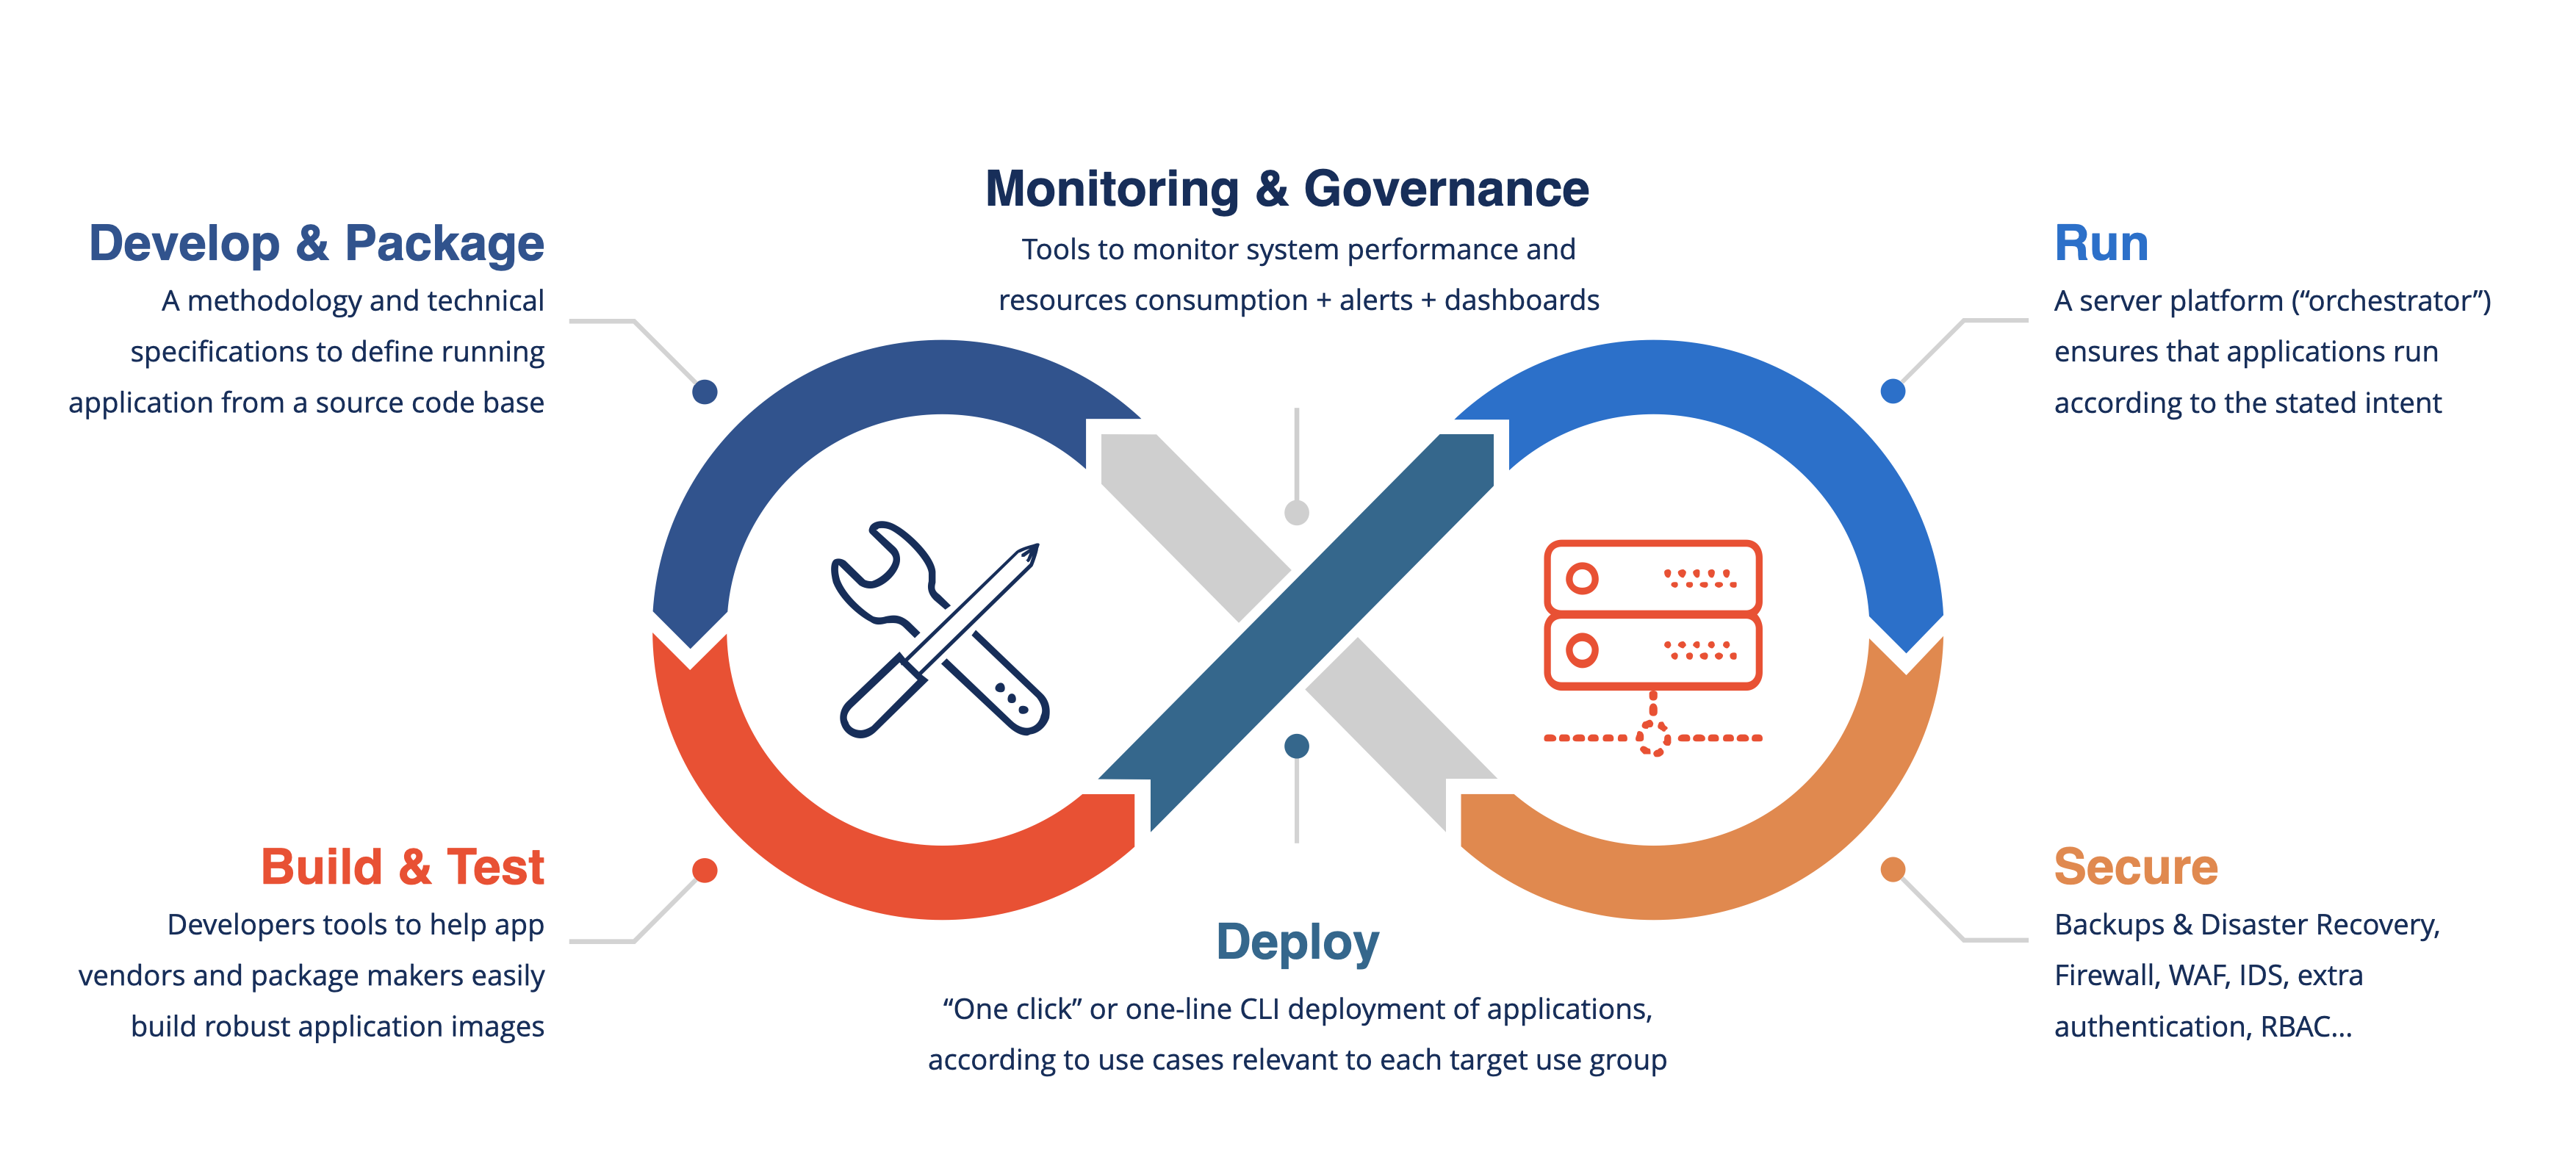 Develop & Package
A methodology and technical
specifications to define running
application from a source code base
Monitoring & Governance
Tools to monitor system performance and
resources consumption + alerts + dashboards
Run
A server platform (“orchestrator”)
ensures that applications run
according to the stated intent
Build & Test
Developers tools to help app
vendors and package makers easily
build robust application images
Deploy
“One click” or one-line CLI deployment of applications,
according to use cases relevant to each target use group
Secure
Backups & Disaster Recovery,
Firewall, WAF, IDS, extra
authentication, RBAC...